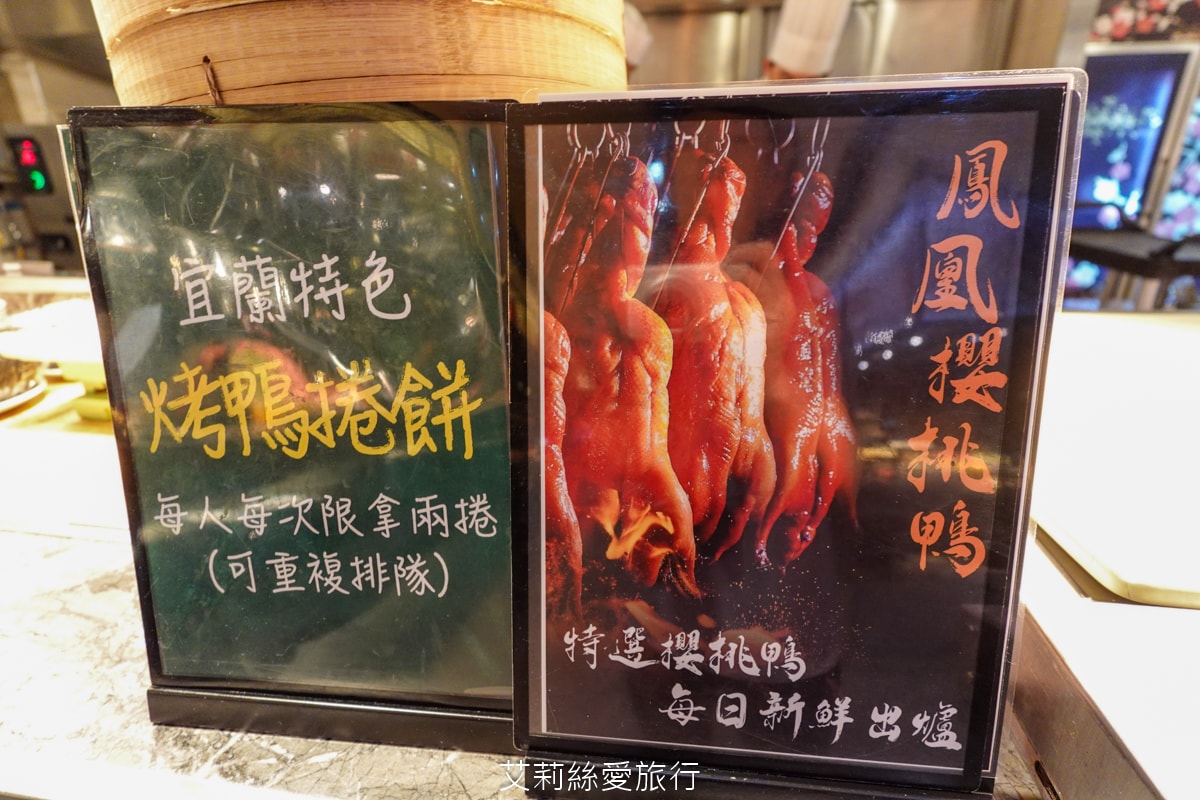 宜蘭特色
烤鴨捲餅
每人每次限拿兩捲
(可重複排隊)
鳳凰櫻挑鴨
特選櫻挑鴨
每日新鮮出爐
艾莉絲愛旅行